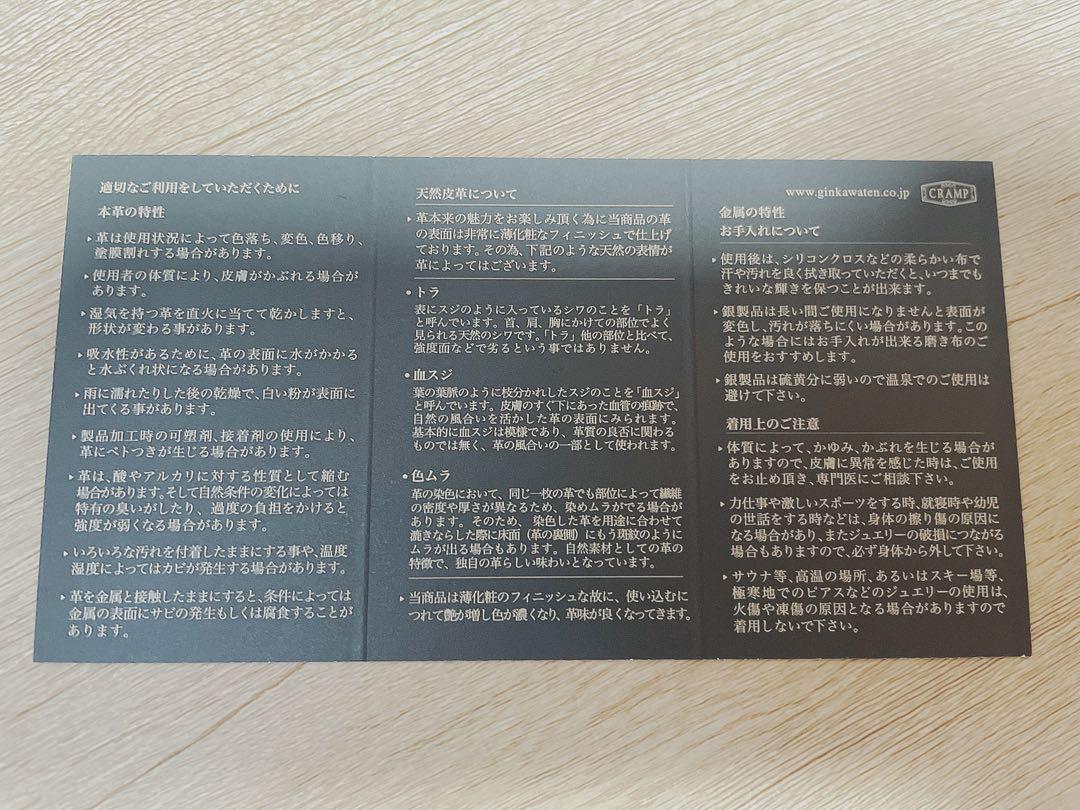 適切なご利用をしていただくために
本革の特性
▸革は使用状況によって色落ち、変色、色移り、
塗膜割れする場合があります。
▸使用者の体質により、皮膚がかぶれる場合が
あります。
▸湿気を持つ革を直火に当てて乾かしますと、
形状が変わる事があります。
▸吸水性があるために、革の表面に水がかかる
と水ぶくれ状になる場合があります。
▸雨に濡れたりした後の乾燥で、白い粉が表面に
出てくる事があります。
▸製品加工時の可塑剤、接着剤の使用により、
革にベトつきが生じる場合があります。
▸革は、酸やアルカリに対する性質として縮む
場合があります。そして自然条件の変化によっては
特有の臭いがしたり、過度の負担をかけると
強度が弱くなる場合があります。
▸いろいろな汚れを付着したままにする事や、温度
湿度によってはカビが発生する場合があります。
▸革を金属と接触したままにすると、条件によっては
金属の表面にサビの発生もしくは腐食することが
あります。
天然皮革について
▸革本来の魅力をお楽しみ頂く為に当商品の革
の表面は非常に薄化粧なフィニッシュで仕上げ
ております。その為、下記のような天然の表情が
革によってはございます。
•トラ
表にスジのように入っているシワのことを「トラ」
と呼んでいます。首、肩、胸にかけての部位でよく
見られる天然のシワです。「トラ」他の部位と比べて、
強度面などで劣るという事ではありません。
•血スジ
葉の葉脈のように枝分かれしたスジのことを「血スジ」
と呼んでいます。皮膚のすぐ下にあった血管の痕跡で、
自然の風合いを活かした革の表面にみられます。
基本的に血スジは模様であり、革質の良否に関わる
ものでは無く、革の風合いの一部として使われます。
•色ムラ
革の染色において、同じ一枚の革でも部位によって繊維
の密度や厚さが異なるため、染めムラがでる場合が
あります。そのため、染色した革を用途に合わせて
漉きならした際に床面(革の裏側)にもう斑紋のように
ムラが出る場合もあります。自然素材としての革の
特徴で、独自の革らしい味わいとなっています。
▸当商品は薄化粧のフィニッシュな故に、使い込むに
つれて艶が増し色が濃くなり、革味が良くなってきます。
www.ginkawaten.co.jp
CRAMP
金属の特性
お手入れについて
▸使用後は、シリコンクロスなどの柔らかい布で
汗や汚れを良く拭き取っていただくと、いつまでも
きれいな輝きを保つことが出来ます。
▸銀製品は長い間ご使用になりませんと表面が
変色し、汚れが落ちにくい場合があります。この
ような場合にはお手入れが出来る磨き布のご
使用をおすすめします。
▸銀製品は硫黄分に弱いので温泉でのご使用は
避けて下さい。
着用上のご注意
▸体質によって、かゆみ、かぶれを生じる場合が
ありますので、皮膚に異常を感じた時は、ご使用
をお止め頂き、専門医にご相談下さい。
▸力仕事や激しいスポーツをする時、就寝時や幼児
の世話をする時などは、身体の擦り傷の原因に
なる場合があり、またジュエリーの破損につながる
場合もありますので、必ず身体から外して下さい。
▸サウナ等、高温の場所、あるいはスキー場等、
極寒地でのピアスなどのジュエリーの使用は、
火傷や凍傷の原因となる場合がありますので
着用しないで下さい。